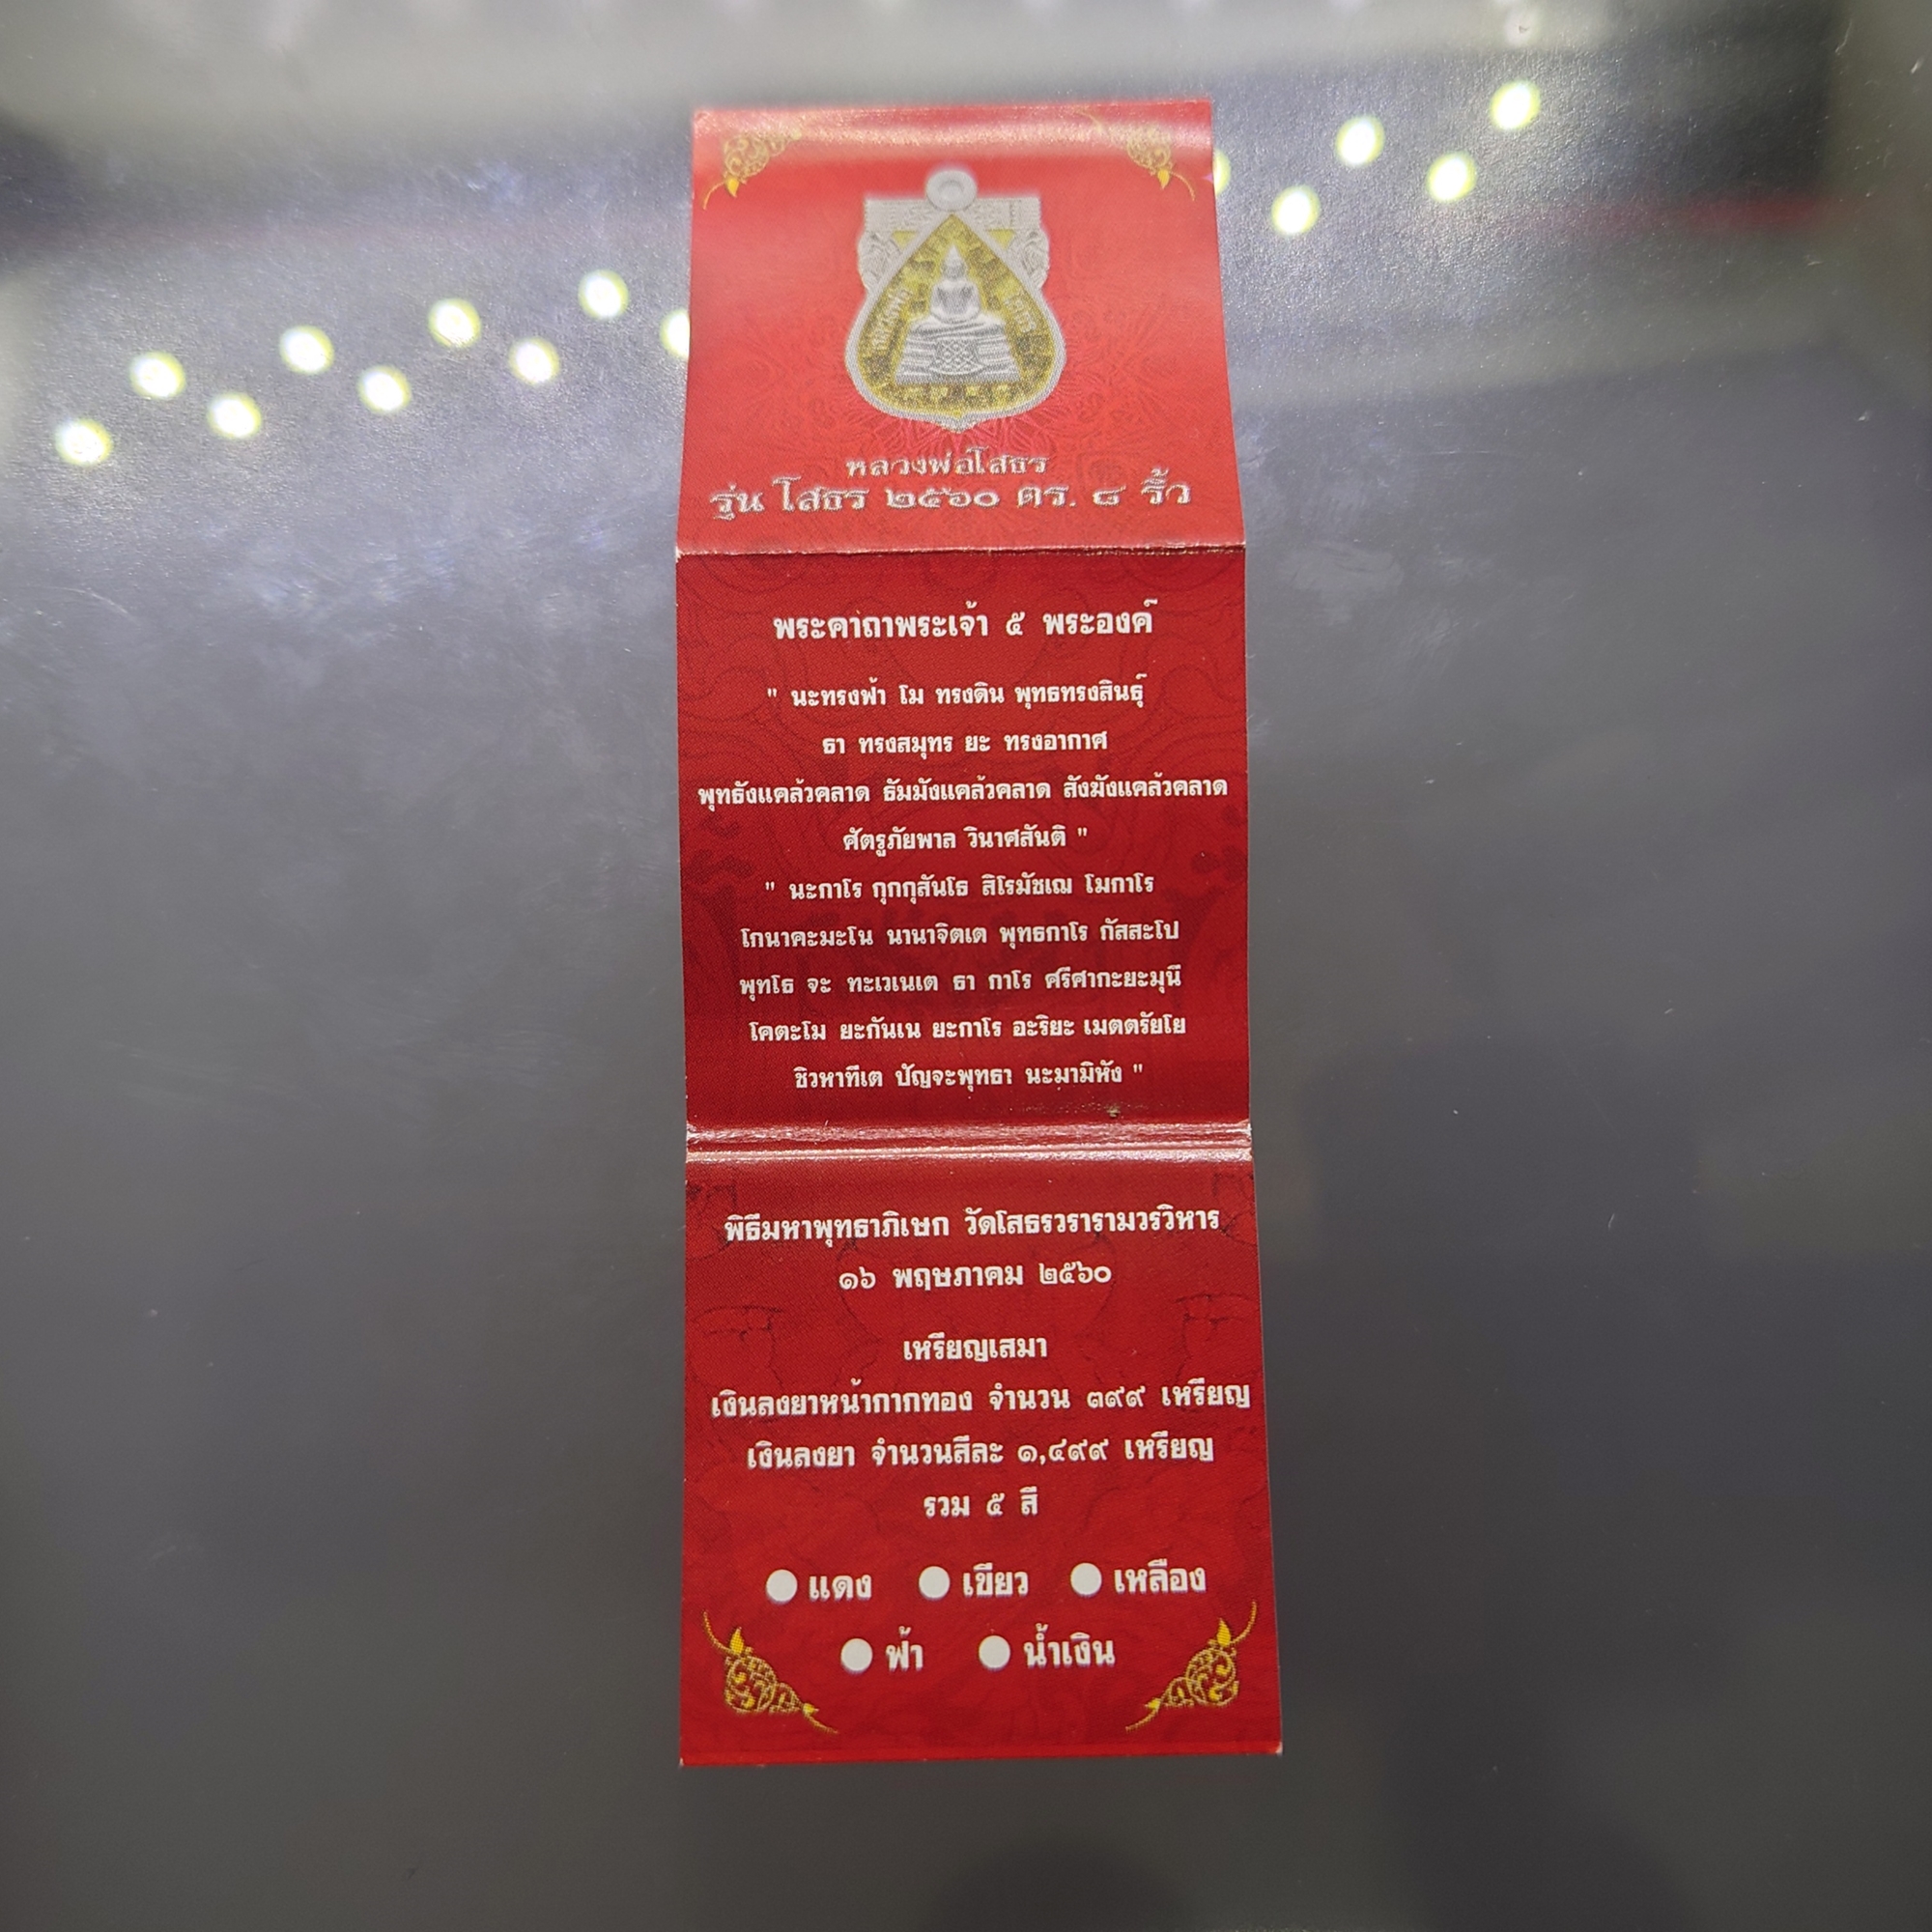 หลวงพ่อโสธร
รุ่น โสธร ๒๕๖๐ ตร. ๘ ริ้ว
พระคาถาพระเจ้า ๕ พระองค์
" นะทรงฟ้า โม ทรงดิน พุทธทรงสินธุ์
ธา ทรงสมุทร ยะ ทรงอากาศ
พุทธังแคล้วคลาด ธัมมังแคล้วคลาด สังฆังแคล้วคลาด
ศัตรูภัยพาล วินาศสันติ "
" นะกาโร กุกกุสันโธ สิโรมัชเฌ โมกาโร
โกนาคะมะโน นานาจิตเต พุทธกาโร กัสสะโป
พุทโธ จะ ทะเวเนเต ธา กาโร ศรีศากะยะมุนี
โคตะโม ยะกันเน ยะกาโร อะริยะ เมตตรัยโย
ชิวหาทีเต ปัญจะพุทธา นะมามิหัง "
พิธีมหาพุทธาภิเษก วัดโสธรวรารามวรวิหาร
๑๖ พฤษภาคม ๒๕๖๐
เหรียญเสมา
เงินลงยาหน้ากากทอง จำนวน ๓๙๙ เหรียญ
เงินลงยา จำนวนสีละ ๑,๔๙๙ เหรียญ
รวม ๕ สี
แดง เขียว เหลือง
ฟ้า น้ำเงิน